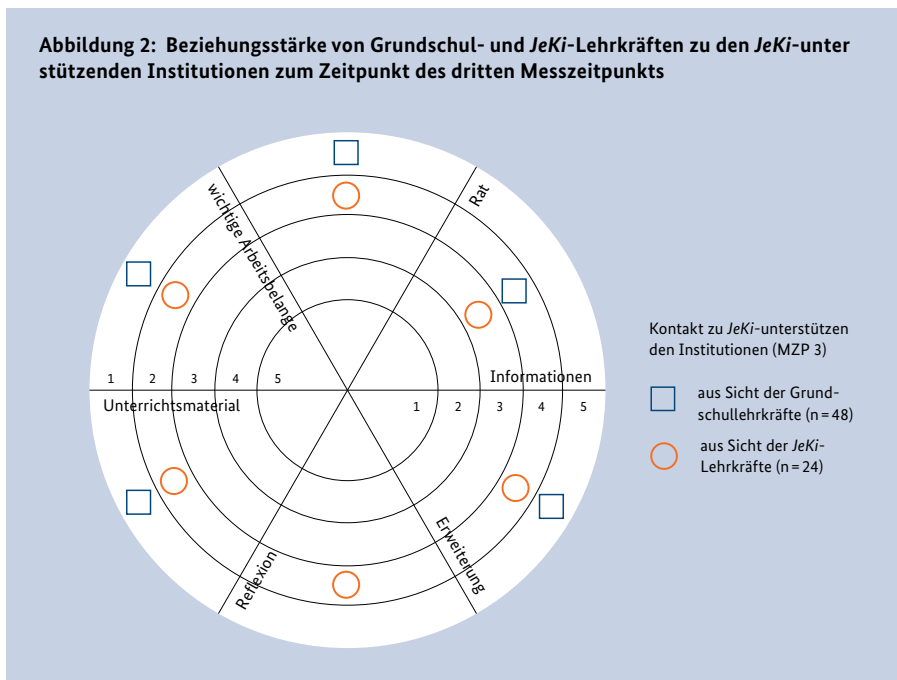 Abbildung 2: Beziehungsstärke von Grundschul- und JeKi-Lehrkräften zu den JeKi-unter
stützenden Institutionen zum Zeitpunkt des dritten Messzeitpunkts
wichtige Arbeitsbelange
Rat
Kontakt zu JeKi-unterstützen
den Institutionen (MZP 3)
aus Sicht der Grund-
schullehrkräfte (n = 48)
aus Sicht der JeKi-
Lehrkräfte (n = 24)
1 2 3 4 5
Informationen
Unterrichtsmaterial
1 2 3 4 5
Reflexion
Erweiterung